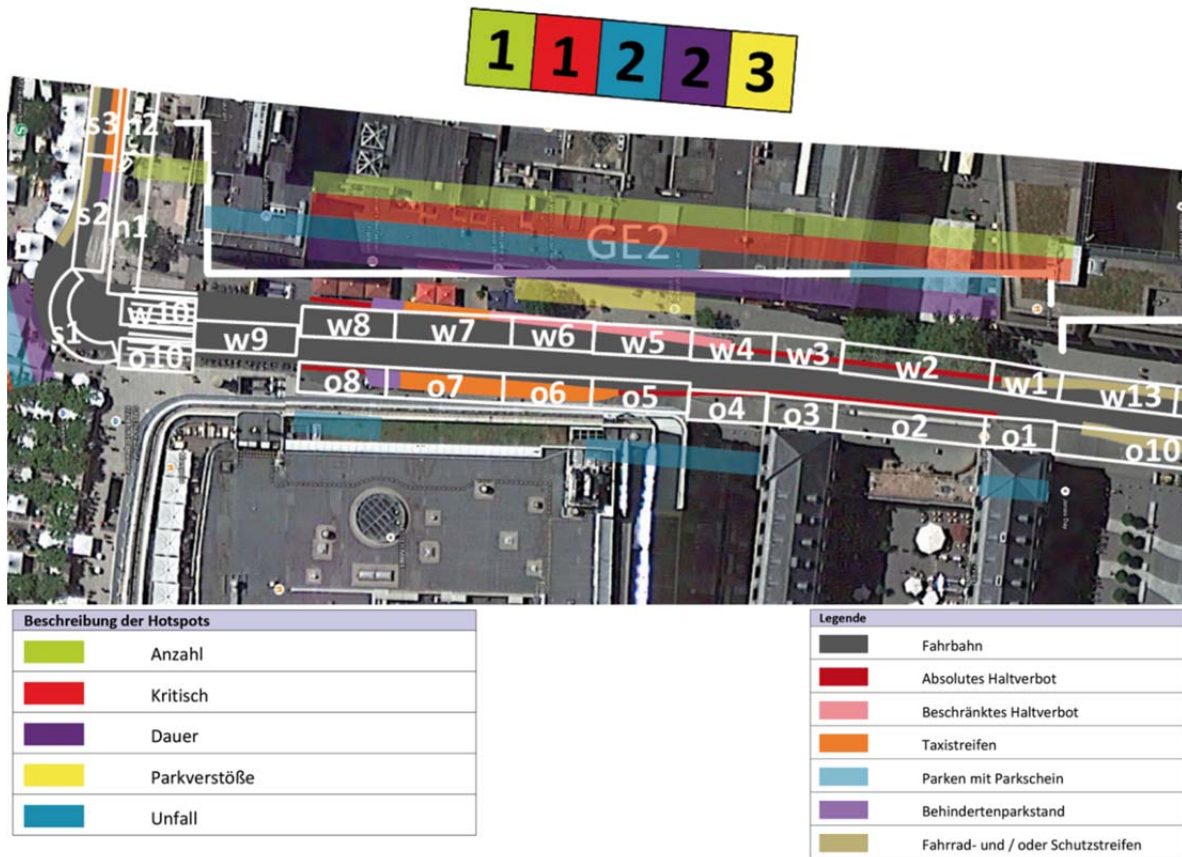 1 1 2 2 3
s3 n2
GE2
s2 n1
w10
s1
o10
w9
w8 w7 w6 w5 w4 w3 w2 w1 w13
o8 o7 o6 o5 o4 o3 o2 o1 o10
Beschreibung der Hotspots
Anzahl
Kritisch
Dauer
Parkverstöße
Unfall
Legende
Fahrbahn
Absolutes Haltverbot
Beschränktes Haltverbot
Taxistreifen
Parken mit Parkschein
Behindertenparkstand
Fahrrad- und / oder Schutzstreifen